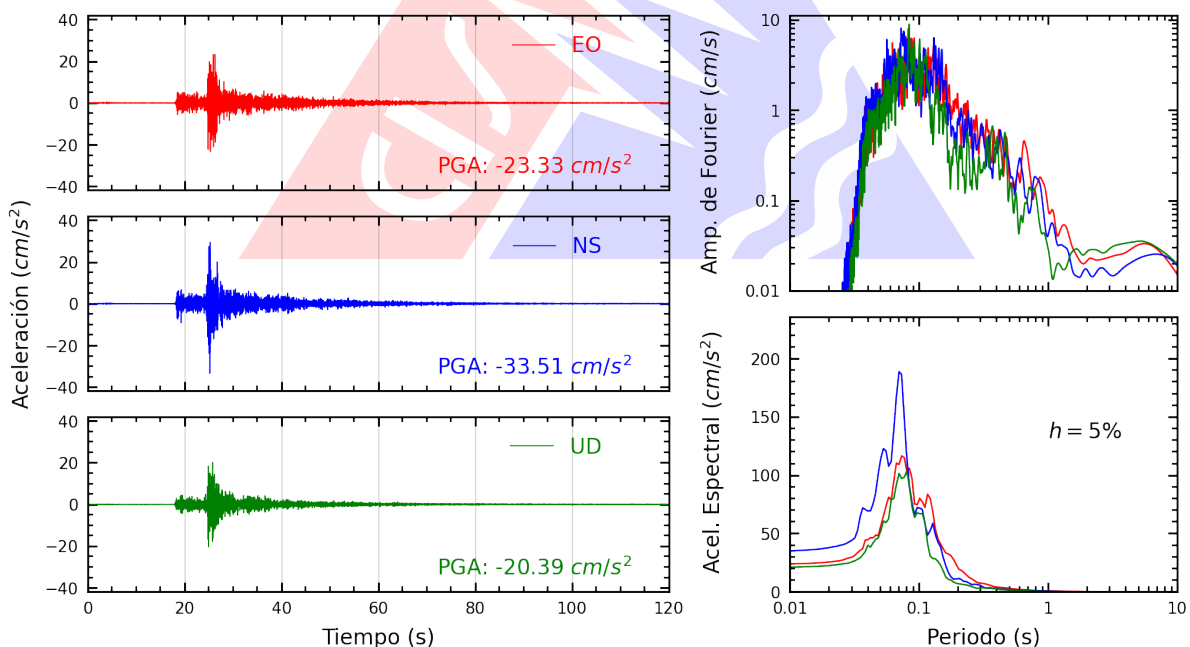 Aceleración (cm/s²)
40
20
0
−20
−40
EO
PGA: -23.33 cm/s²
40
20
0
−20
−40
NS
PGA: -33.51 cm/s²
40
20
0
−20
−40
UD
PGA: -20.39 cm/s²
0 20 40 60 80 100 120
Tiempo (s)
Amp. de Fourier (cm/s)
10
1
0.1
0.01
Acel. Espectral (cm/s²)
200
150
100
50
0
h = 5%
0.01 0.1 1 10
Periodo (s)